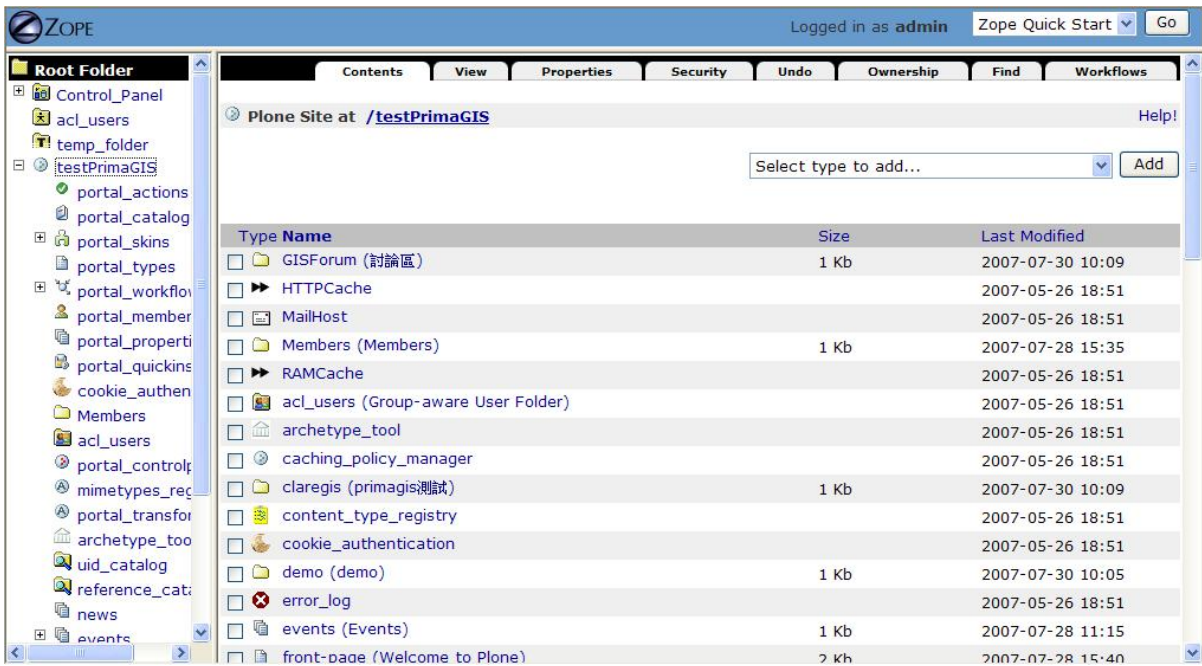 ZOPE
Logged in as admin
Zope Quick Start
Go
Root Folder
Control_Panel
acl_users
temp_folder
testPrimaGIS
portal_actions
portal_catalog
portal_skins
portal_types
portal_workflo
portal_member
portal_properti
portal_quickins
cookie_authen
Members
acl_users
portal_controlp
mimetypes_reg
portal_transfor
archetype_too
uid_catalog
reference_cata
news
events
Contents View Properties Security Undo Ownership Find Workflows
Plone Site at /testPrimaGIS
Help!
Select type to add...
Add
Type Name Size Last Modified
GISForum (討論區) 1 Kb 2007-07-30 10:09
HTTPCache 2007-05-26 18:51
MailHost 2007-05-26 18:51
Members (Members) 1 Kb 2007-07-28 15:35
RAMCache 2007-05-26 18:51
acl_users (Group-aware User Folder) 2007-05-26 18:51
archetype_tool 2007-05-26 18:51
caching_policy_manager 2007-05-26 18:51
claregis (primagis測試) 1 Kb 2007-07-30 10:09
content_type_registry 2007-05-26 18:51
cookie_authentication 2007-05-26 18:51
demo (demo) 1 Kb 2007-07-30 10:05
error_log 2007-05-26 18:51
events (Events) 1 Kb 2007-07-28 11:15
front-page (Welcome to Plone) 2 Kb 2007-07-28 15:40